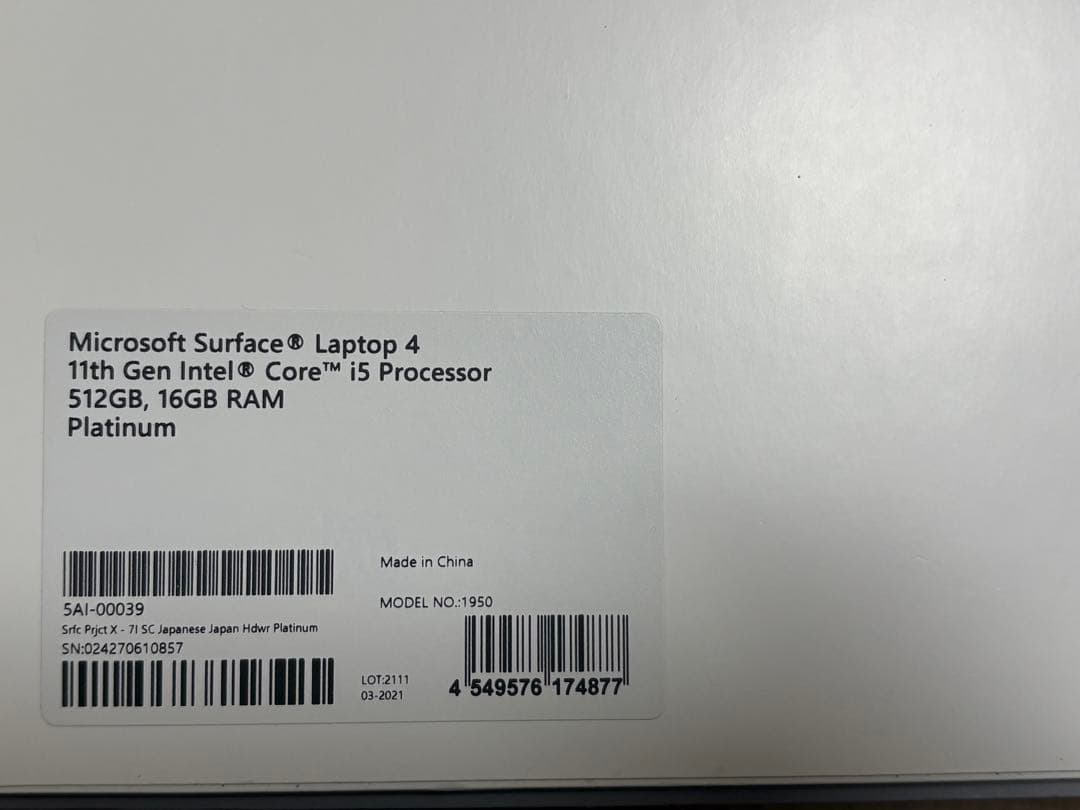 Microsoft Surface® Laptop 4
11th Gen Intel® Core™ i5 Processor
512GB, 16GB RAM
Platinum
5AI-00039
Srfc Prjct X - 7I SC Japanese Japan Hdwr Platinum
SN:024270610857
Made in China
MODEL NO.:1950
LOT:2111
03-2021
4 549576 174877